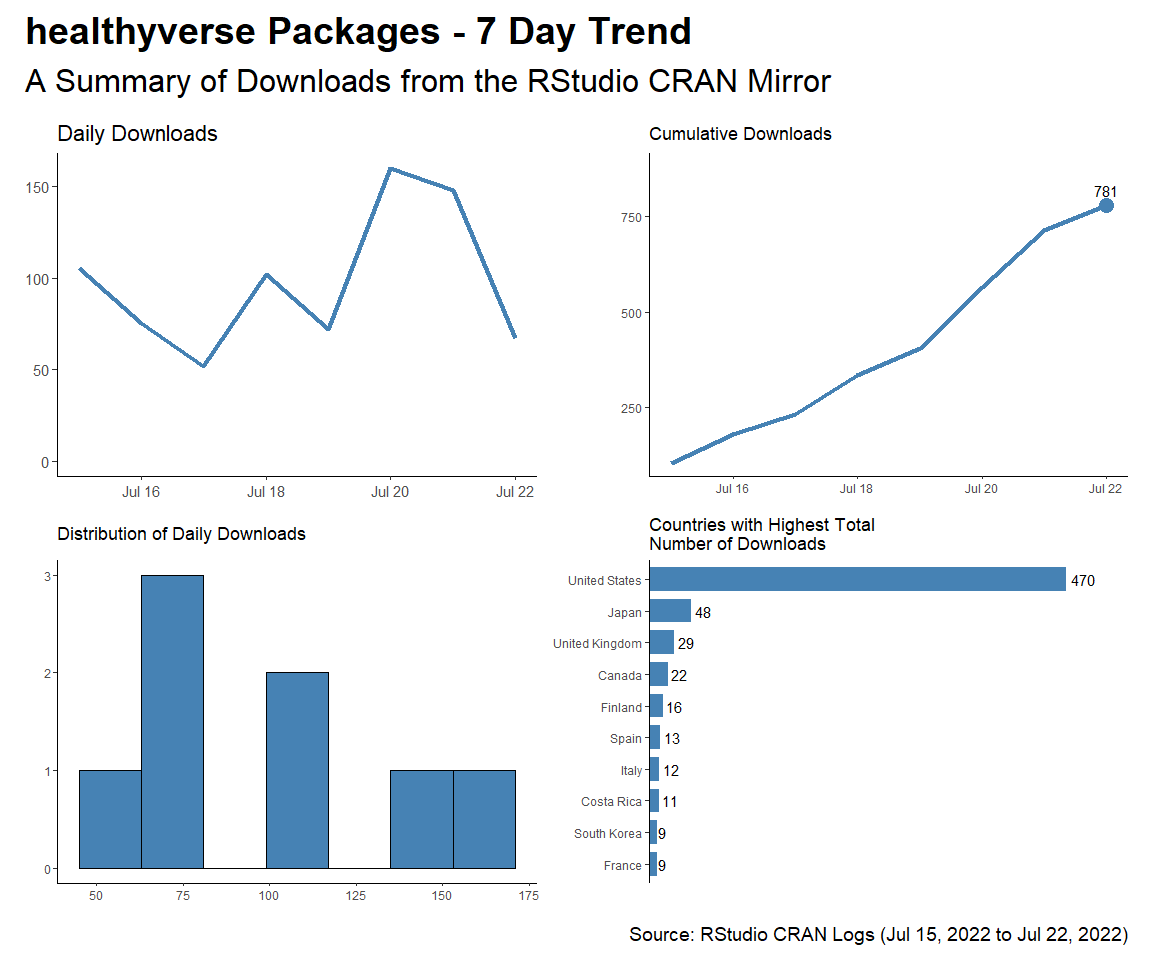 healthyverse Packages - 7 Day Trend
A Summary of Downloads from the RStudio CRAN Mirror
Daily Downloads
150
100
50
0
Jul 16 Jul 18 Jul 20 Jul 22
Cumulative Downloads
781
750
500
250
Jul 16 Jul 18 Jul 20 Jul 22
Distribution of Daily Downloads
3
2
1
0
50 75 100 125 150 175
Countries with Highest Total
Number of Downloads
United States 470
Japan 48
United Kingdom 29
Canada 22
Finland 16
Spain 13
Italy 12
Costa Rica 11
South Korea 9
France 9
Source: RStudio CRAN Logs (Jul 15, 2022 to Jul 22, 2022)